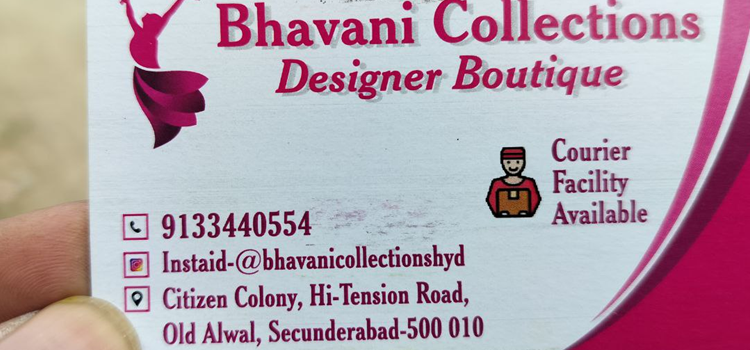 Bhavani Collections
Designer Boutique
Courier
Facility
Available
9133440554
Instaid-@bhavanicollectionshyd
Citizen Colony, Hi-Tension Road,
Old Alwal, Secunderabad-500 010